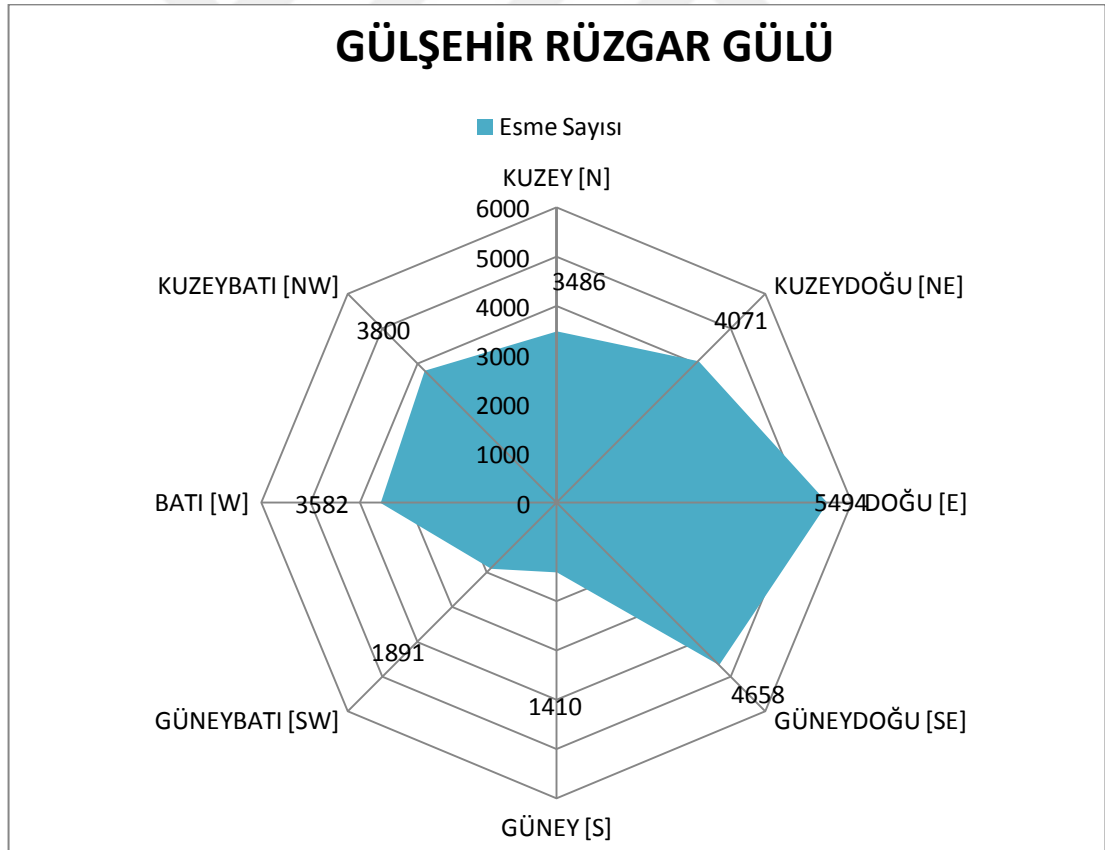 GÜLŞEHİR RÜZGAR GÜLÜ
Esme Sayısı
KUZEY [N]
6000
5000
3486
4000
3000
2000
1000
0
KUZEYBATI [NW]
3800
KUZEYDOĞU [NE]
4071
BATI [W]
3582
5494
DOĞU [E]
1891
GÜNEYBATI [SW]
1410
4658
GÜNEYDOĞU [SE]
GÜNEY [S]